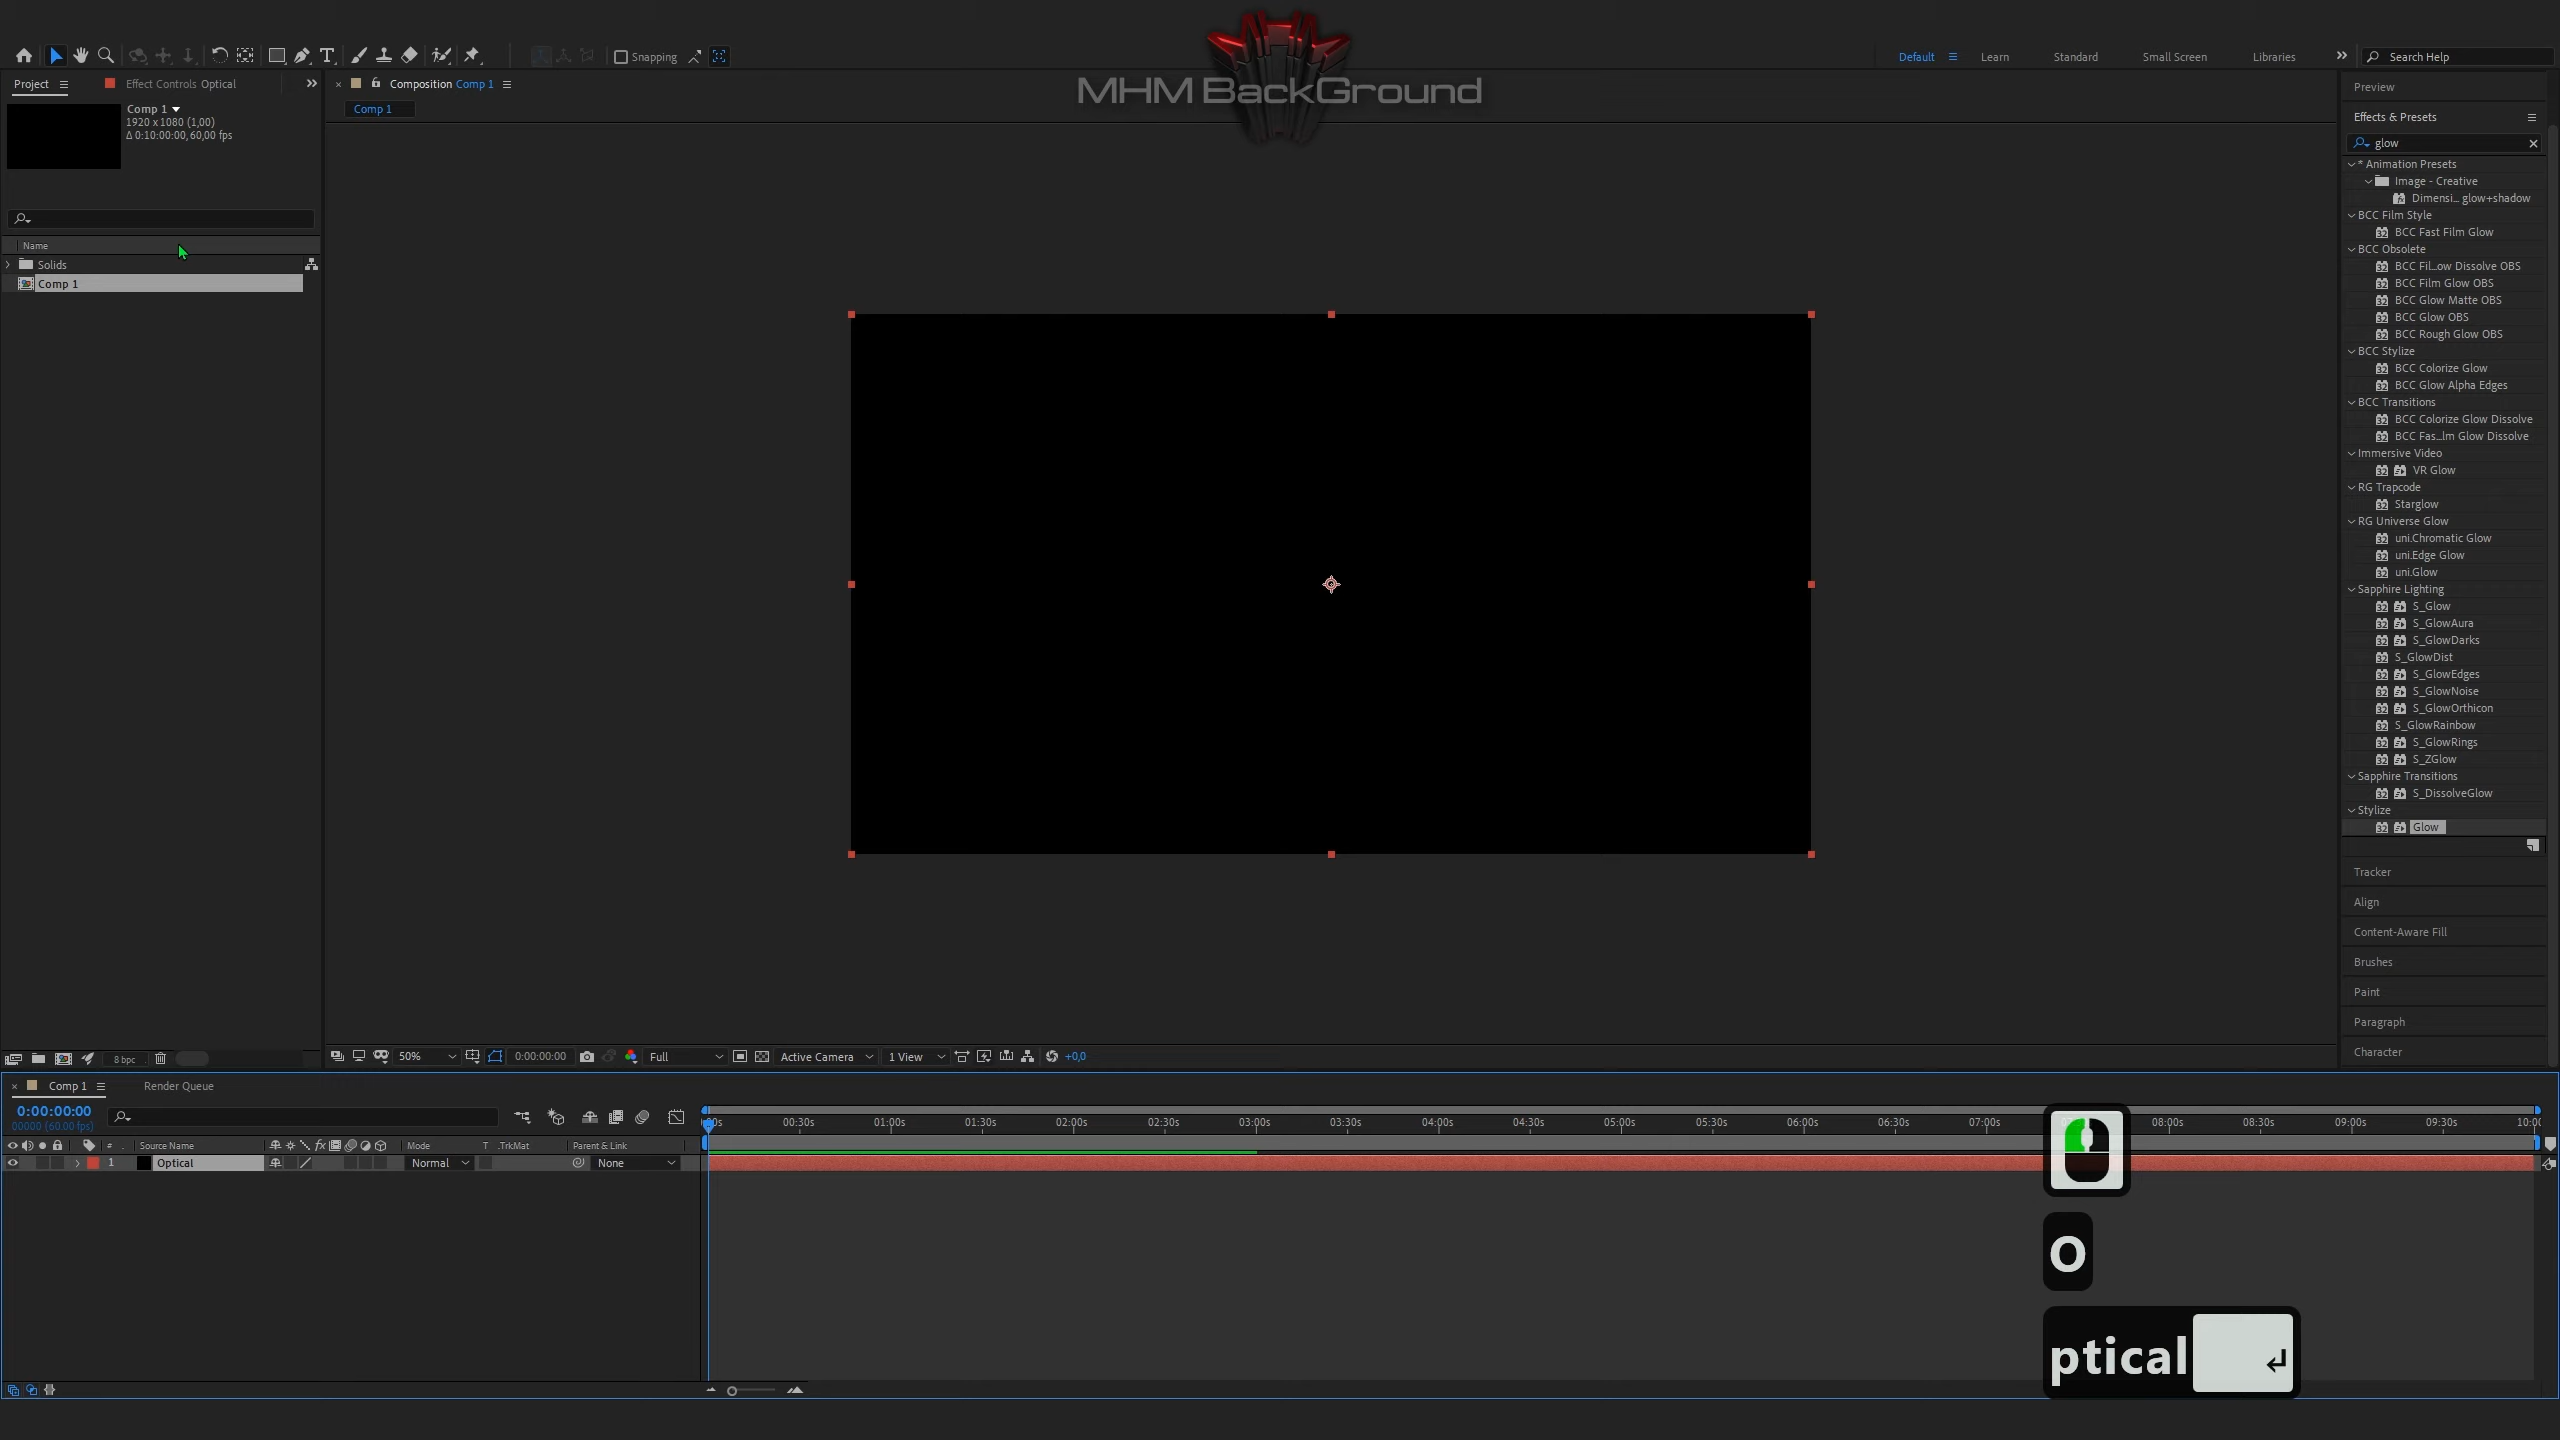 MHM BackGround
Snapping
Default
Learn
Standard
Small Screen
Libraries
Search Help
Project
Effect Controls Optical
Composition Comp 1
Comp 1
Comp 1
1920 x 1080 (1,00)
Δ 0:10:00:00, 60,00 fps
Name
Solids
Comp 1
8 bpc
50%
0:00:00:00
Full
Active Camera
1 View
+0,0
Preview
Effects & Presets
glow
* Animation Presets
Image - Creative
Dimensi... glow+shadow
BCC Film Style
BCC Fast Film Glow
BCC Obsolete
BCC Fil...ow Dissolve OBS
BCC Film Glow OBS
BCC Glow Matte OBS
BCC Glow OBS
BCC Rough Glow OBS
BCC Stylize
BCC Colorize Glow
BCC Glow Alpha Edges
BCC Transitions
BCC Colorize Glow Dissolve
BCC Fas...lm Glow Dissolve
Immersive Video
VR Glow
RG Trapcode
Starglow
RG Universe Glow
uni.Chromatic Glow
uni.Edge Glow
uni.Glow
Sapphire Lighting
S_Glow
S_GlowAura
S_GlowDarks
S_GlowDist
S_GlowEdges
S_GlowNoise
S_GlowOrthicon
S_GlowRainbow
S_GlowRings
S_ZGlow
Sapphire Transitions
S_DissolveGlow
Stylize
Glow
Tracker
Align
Content-Aware Fill
Brushes
Paint
Paragraph
Character
Comp 1
Render Queue
0:00:00:00
00000 (60.00 fps)
# Source Name
Mode
T .TrkMat
Parent & Link
1 Optical
Normal
None
00s 00:30s 01:00s 01:30s 02:00s 02:30s 03:00s 03:30s 04:00s 04:30s 05:00s 05:30s 06:00s 06:30s 07:00s 08:00s 08:30s 09:00s 09:30s 10:00
o
ptical